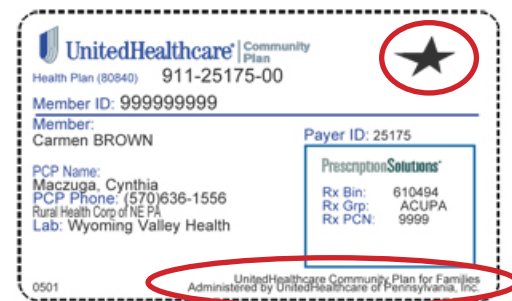 UnitedHealthcare® Community Plan
Health Plan (80840) 911-25175-00
Member ID: 999999999
Member:
Carmen BROWN
Payer ID: 25175
PrescriptionSolutions®
PCP Name:
Maczuga, Cynthia
PCP Phone: (570)636-1556
Rural Health Corp of NE PA
Lab: Wyoming Valley Health
Rx Bin: 610494
Rx Grp: ACUPA
Rx PCN: 9999
0501
UnitedHealthcare Community Plan for Families
Administered by UnitedHealthcare of Pennsylvania, Inc.